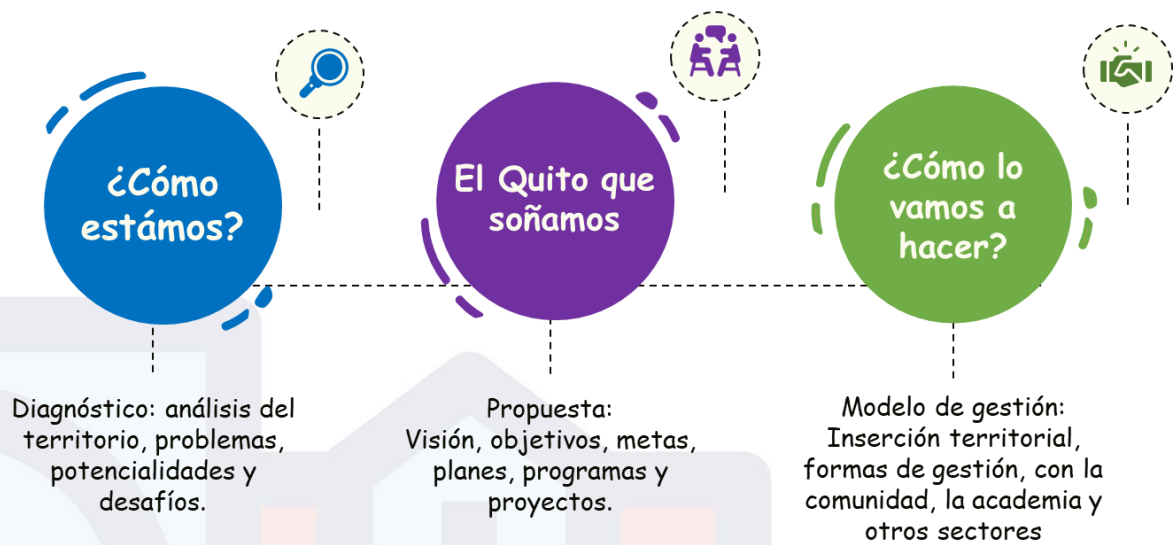 ¿Cómo
estámos?
Diagnóstico: análisis del
territorio, problemas,
potencialidades y
desafíos.
El Quito que
soñamos
Propuesta:
Visión, objetivos, metas,
planes, programas y
proyectos.
¿Cómo lo
vamos a
hacer?
Modelo de gestión:
Inserción territorial,
formas de gestión, con la
comunidad, la academia y
otros sectores